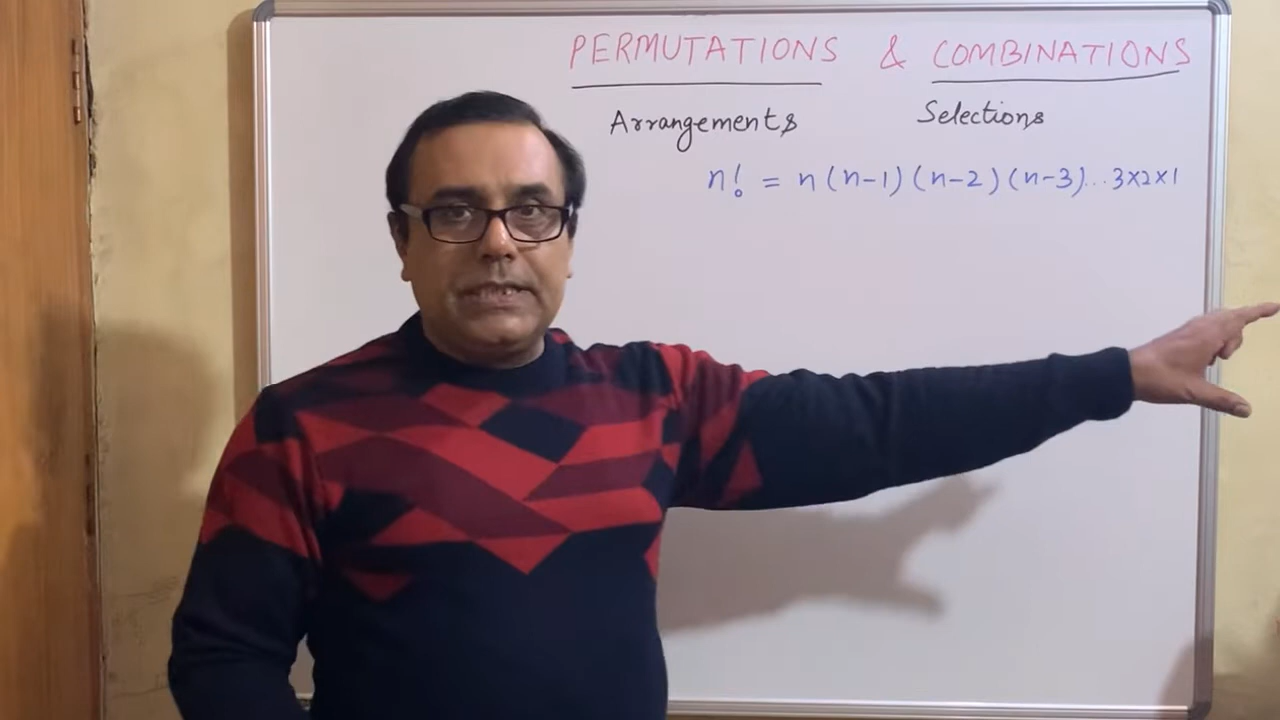 PERMUTATIONS & COMBINATIONS
Arrangements Selections
n! = n(n-1)(n-2)(n-3)...3x2x1